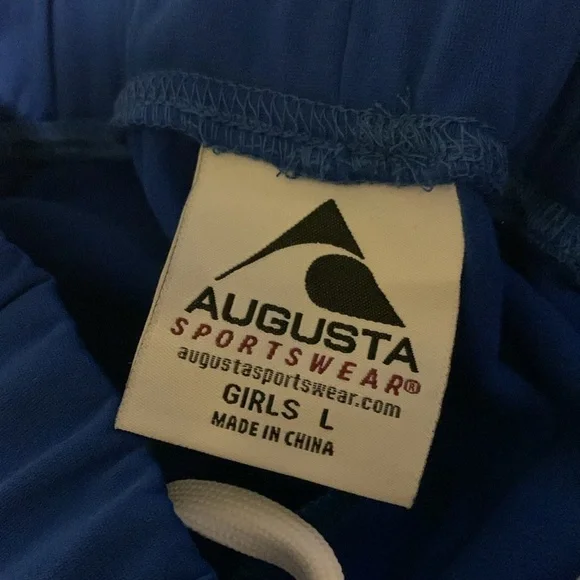 AUGUSTA
SPORTSWEAR®
augustasportswear.com
GIRLS L
MADE IN CHINA